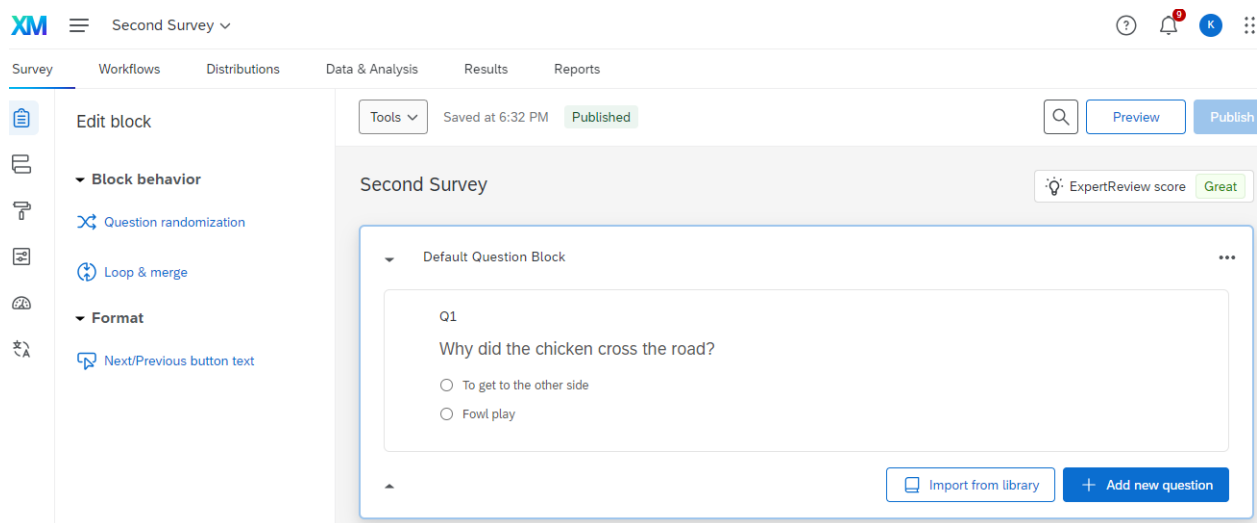 XM Second Survey 9 K
Survey Workflows Distributions Data & Analysis Results Reports
Edit block
Tools Saved at 6:32 PM Published Preview Publish
Block behavior
Question randomization
Loop & merge
Format
Next/Previous button text
Second Survey
ExpertReview score Great
Default Question Block
Q1
Why did the chicken cross the road?
To get to the other side
Fowl play
Import from library
+ Add new question